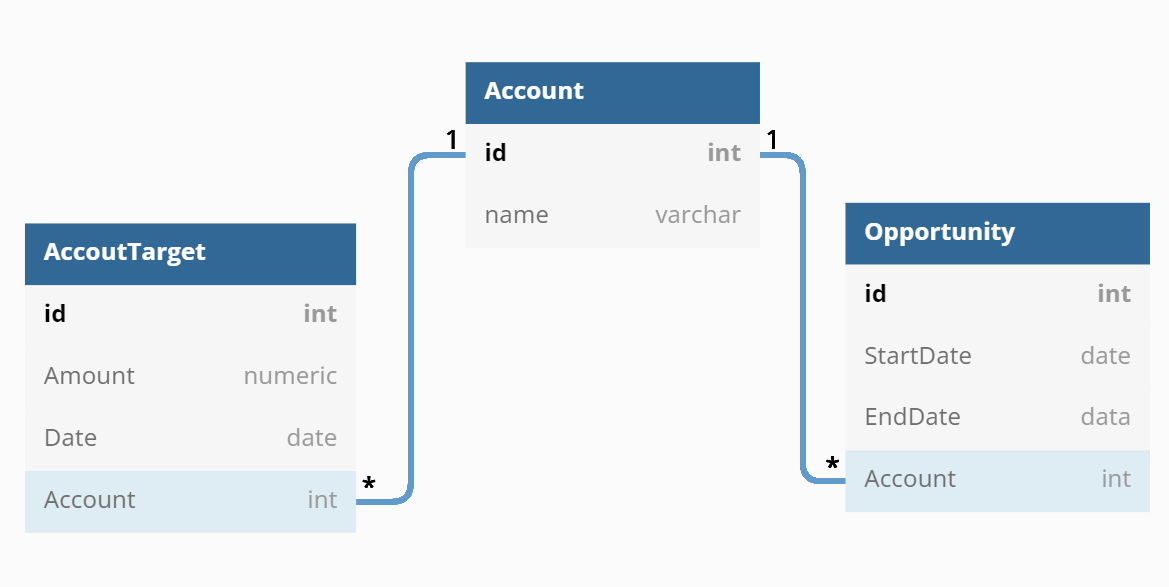 Account
1 id int 1
name varchar
AccoutTarget
id int
Amount numeric
Date date
Account int *
Opportunity
id int
StartDate date
EndDate data
* Account int